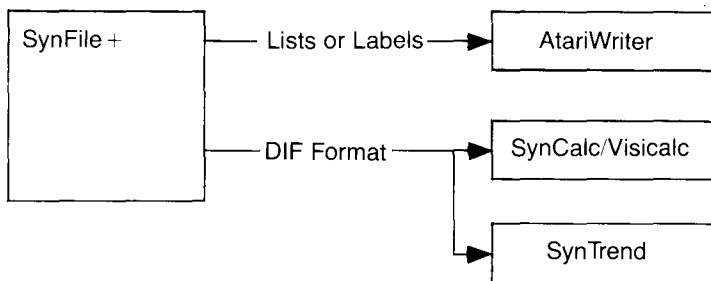 SynFile +
Lists or Labels
AtariWriter
DIF Format
SynCalc/Visicalc
SynTrend